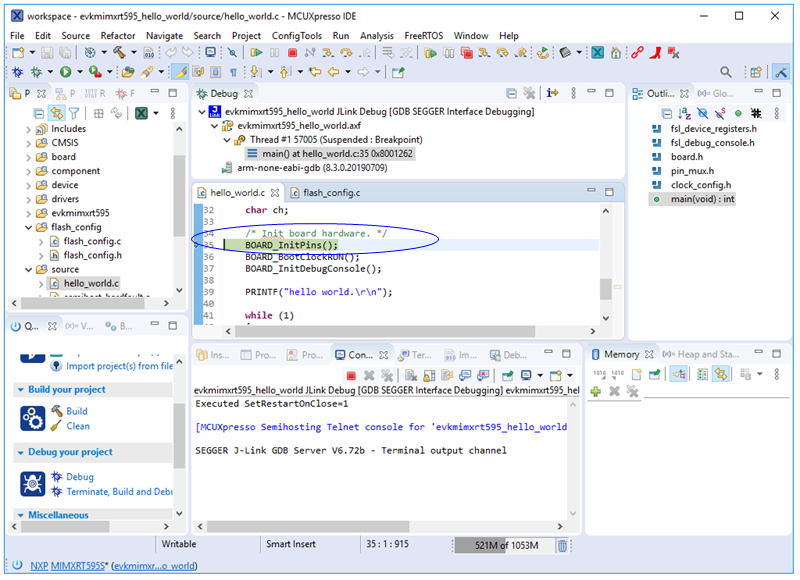 workspace - evkmimxrt595_hello_world/source/hello_world.c - MCUXpresso IDE
File Edit Source Refactor Navigate Search Project ConfigTools Run Analysis FreeRTOS Window Help
P P R F
Includes
CMSIS
board
component
device
drivers
evkmimxrt595
flash_config
flash_config.c
flash_config.h
source
hello_world.c
Debug
evkmimxrt595_hello_world JLink Debug [GDB SEGGER Interface Debugging]
evkmimxrt595_hello_world.axf
Thread #1 57005 (Suspended : Breakpoint)
main() at hello_world.c:35 0x8001262
arm-none-eabi-gdb (8.3.0.20190709)
hello_world.c flash_config.c
32 char ch;
33
34 /* Init board hardware. */
35 BOARD_InitPins();
36 BOARD_BootClockRUN();
37 BOARD_InitDebugConsole();
38
39 PRINTF("hello world.\r\n");
40
41 while (1)
Outli... Glo...
fsl_device_registers.h
fsl_debug_console.h
board.h
pin_mux.h
clock_config.h
main(void) : int
Q... (x)= V... B...
Import project(s) from file
Build your project
Build
Clean
Debug your project
Debug
Terminate, Build and Debu
Miscellaneous
Ins... Pro... Pro... Con... Ter... Im... Deb...
evkmimxrt595_hello_world JLink Debug [GDB SEGGER Interface Debugging] evkmimxrt595_hel
Executed SetRestartOnClose=1
[MCUXpresso Semihosting Telnet console for 'evkmimxrt595_hello_world
SEGGER J-Link GDB Server V6.72b - Terminal output channel
Memory (x)= Heap and Sta...
Writable Smart Insert 35 : 1 : 915 521M of 1053M
NXP MIMXRT595S* (evkmimxr...o_world)